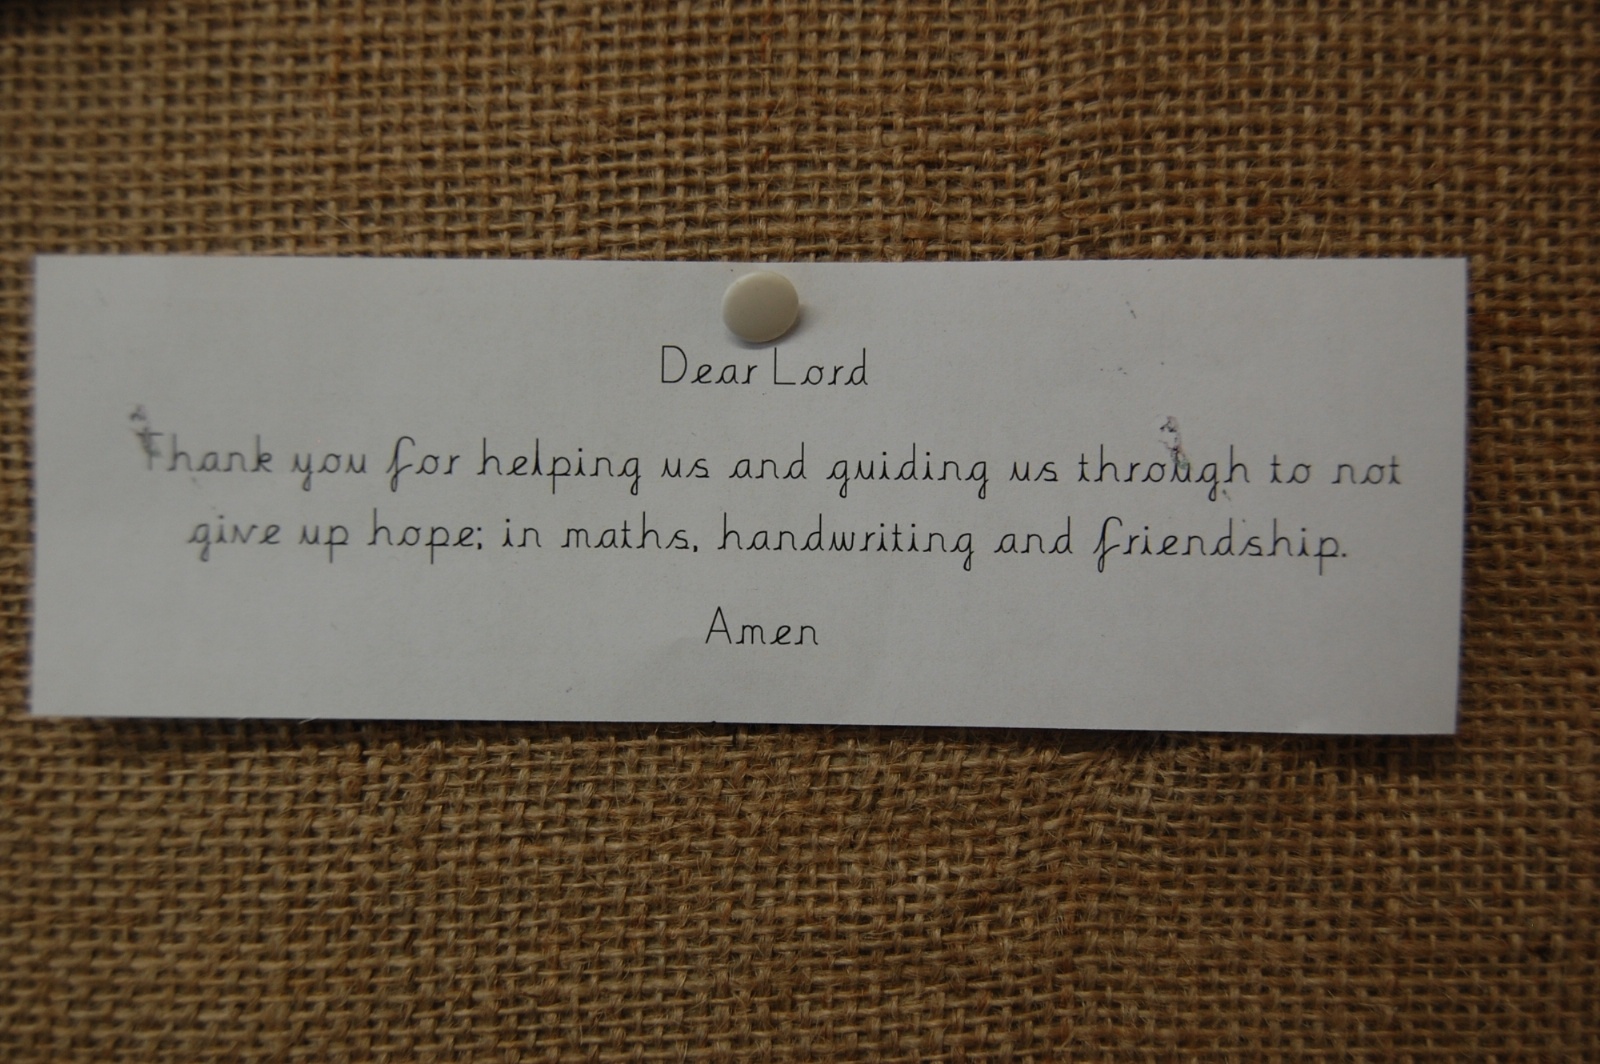 Dear Lord
Thank you for helping us and guiding us through to not
give up hope; in maths, handwriting and friendship.
Amen